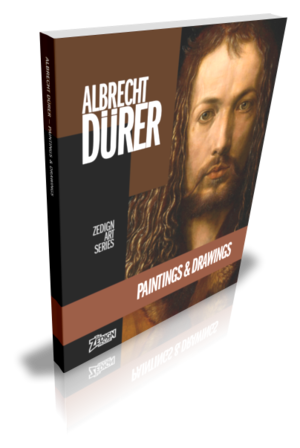 ALBRECHT DÜRER - PAINTINGS & DRAWINGS
ALBRECHT
DÜRER
ZEDIGN
ART
SERIES
PAINTINGS & DRAWINGS
ZEDIGN